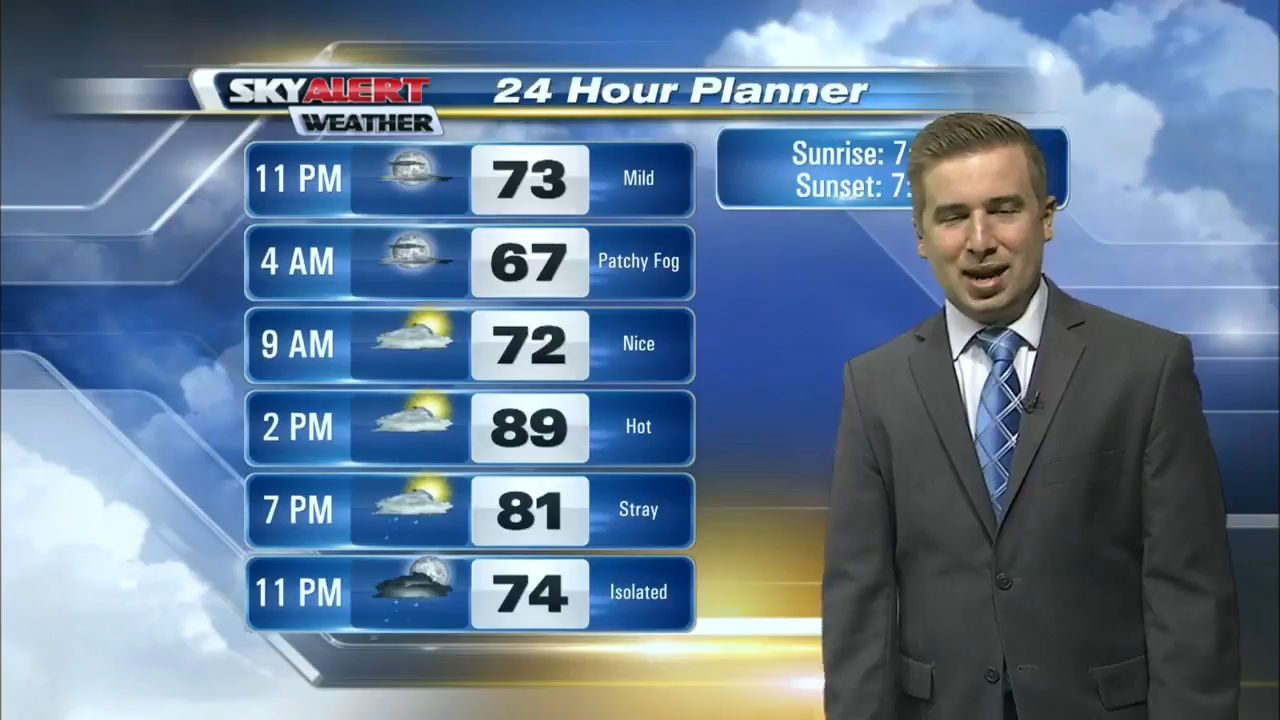 SKYALERT
WEATHER
24 Hour Planner
Sunrise: 7:
Sunset: 7:
11 PM 73 Mild
4 AM 67 Patchy Fog
9 AM 72 Nice
2 PM 89 Hot
7 PM 81 Stray
11 PM 74 Isolated